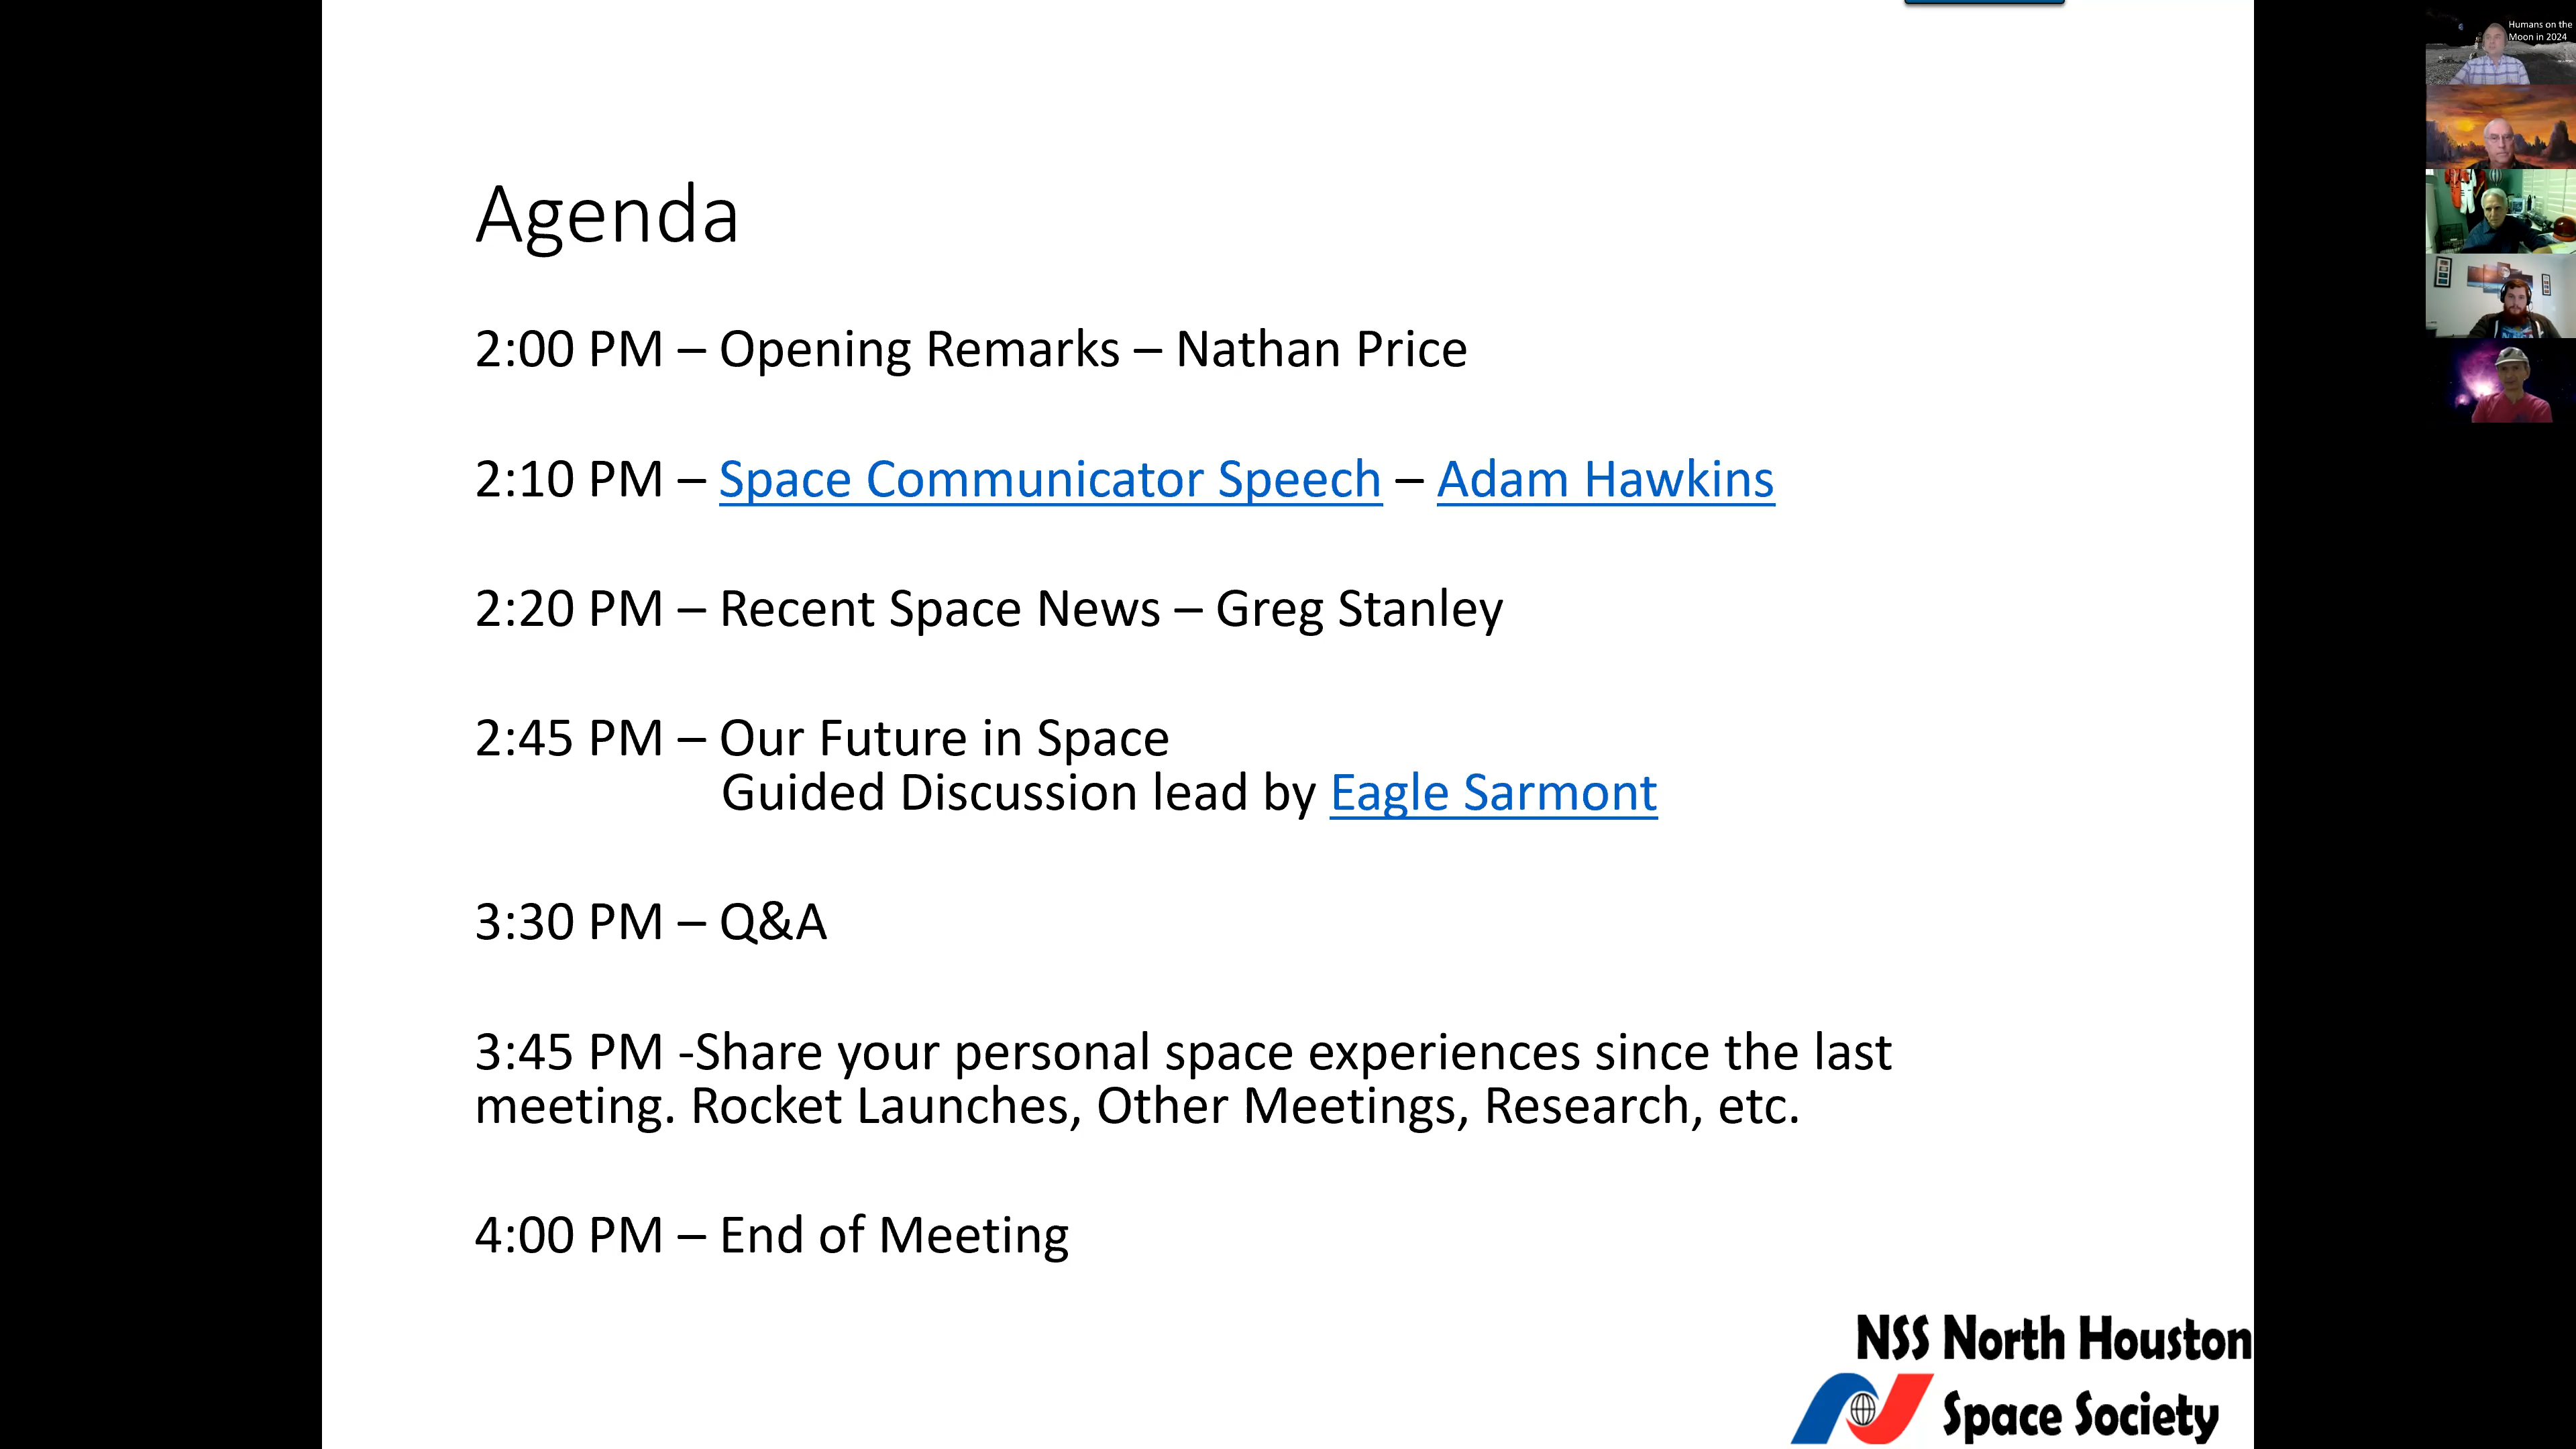 Agenda
2:00 PM – Opening Remarks – Nathan Price
2:10 PM – Space Communicator Speech – Adam Hawkins
2:20 PM – Recent Space News – Greg Stanley
2:45 PM – Our Future in Space
Guided Discussion lead by Eagle Sarmont
3:30 PM – Q&A
3:45 PM -Share your personal space experiences since the last
meeting. Rocket Launches, Other Meetings, Research, etc.
4:00 PM – End of Meeting
NSS North Houston
Space Society
Humans on the
Moon in 2024